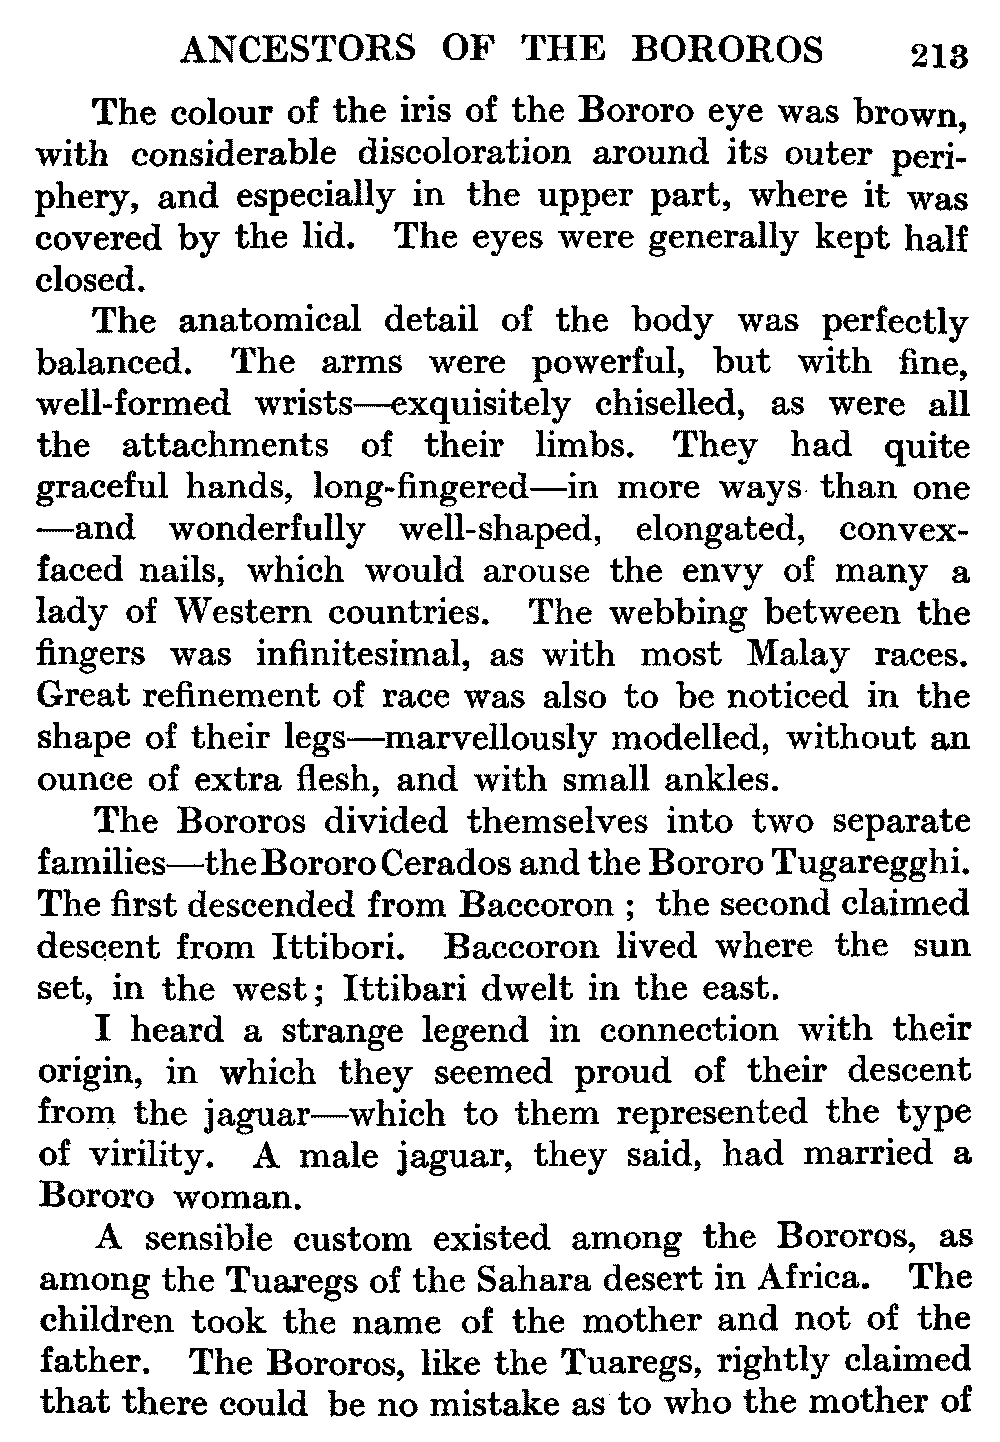 ANCESTORS OF THE BOROROS 213
The colour of the iris of the Bororo eye was brown,
with considerable discoloration around its outer peri-
phery, and especially in the upper part, where it was
covered by the lid. The eyes were generally kept half
closed.
The anatomical detail of the body was perfectly
balanced. The arms were powerful, but with fine,
well-formed wrists—exquisitely chiselled, as were all
the attachments of their limbs. They had quite
graceful hands, long-fingered—in more ways than one
—and wonderfully well-shaped, elongated, convex-
faced nails, which would arouse the envy of many a
lady of Western countries. The webbing between the
fingers was infinitesimal, as with most Malay races.
Great refinement of race was also to be noticed in the
shape of their legs—marvellously modelled, without an
ounce of extra flesh, and with small ankles.
The Bororos divided themselves into two separate
families—the Bororo Cerados and the Bororo Tugaregghi.
The first descended from Baccoron ; the second claimed
descent from Ittibori. Baccoron lived where the sun
set, in the west; Ittibari dwelt in the east.
I heard a strange legend in connection with their
origin, in which they seemed proud of their descent
from the jaguar—which to them represented the type
of virility. A male jaguar, they said, had married a
Bororo woman.
A sensible custom existed among the Bororos, as
among the Tuaregs of the Sahara desert in Africa. The
children took the name of the mother and not of the
father. The Bororos, like the Tuaregs, rightly claimed
that there could be no mistake as to who the mother of